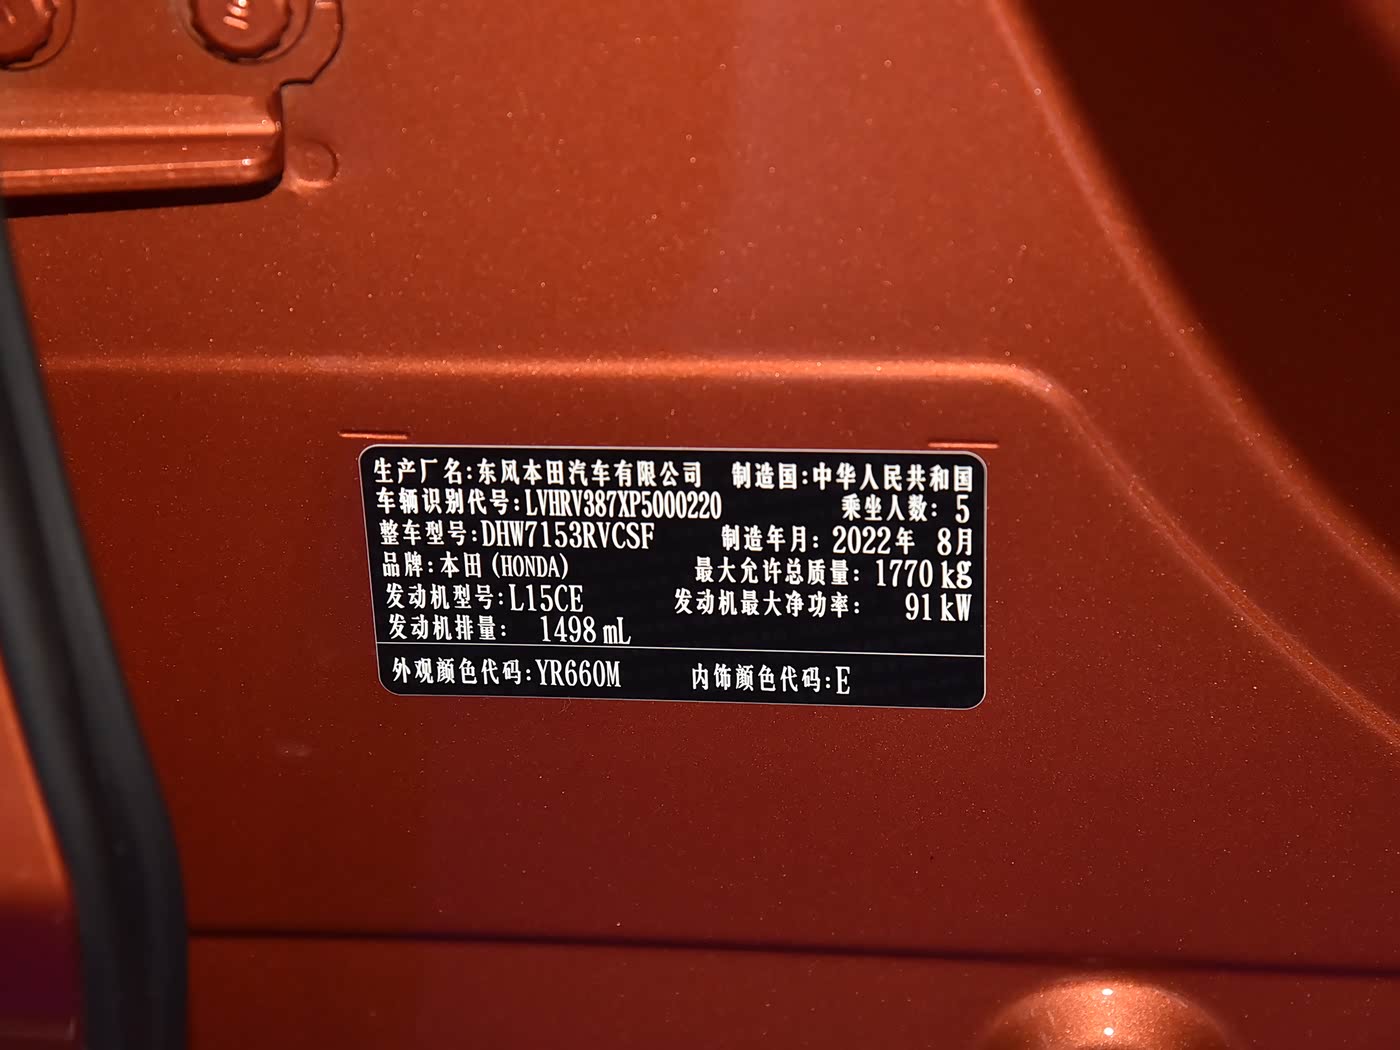 生产厂名:东风本田汽车有限公司 制造国:中华人民共和国
车辆识别代号:LVHRV387XP5000220 乘坐人数: 5
整车型号:DHW7153RVCSF 制造年月: 2022年 8月
品牌:本田(HONDA) 最大允许总质量: 1770 kg
发动机型号:L15CE 发动机最大净功率: 91 kW
发动机排量: 1498 mL
外观颜色代码:YR660M 内饰颜色代码:E